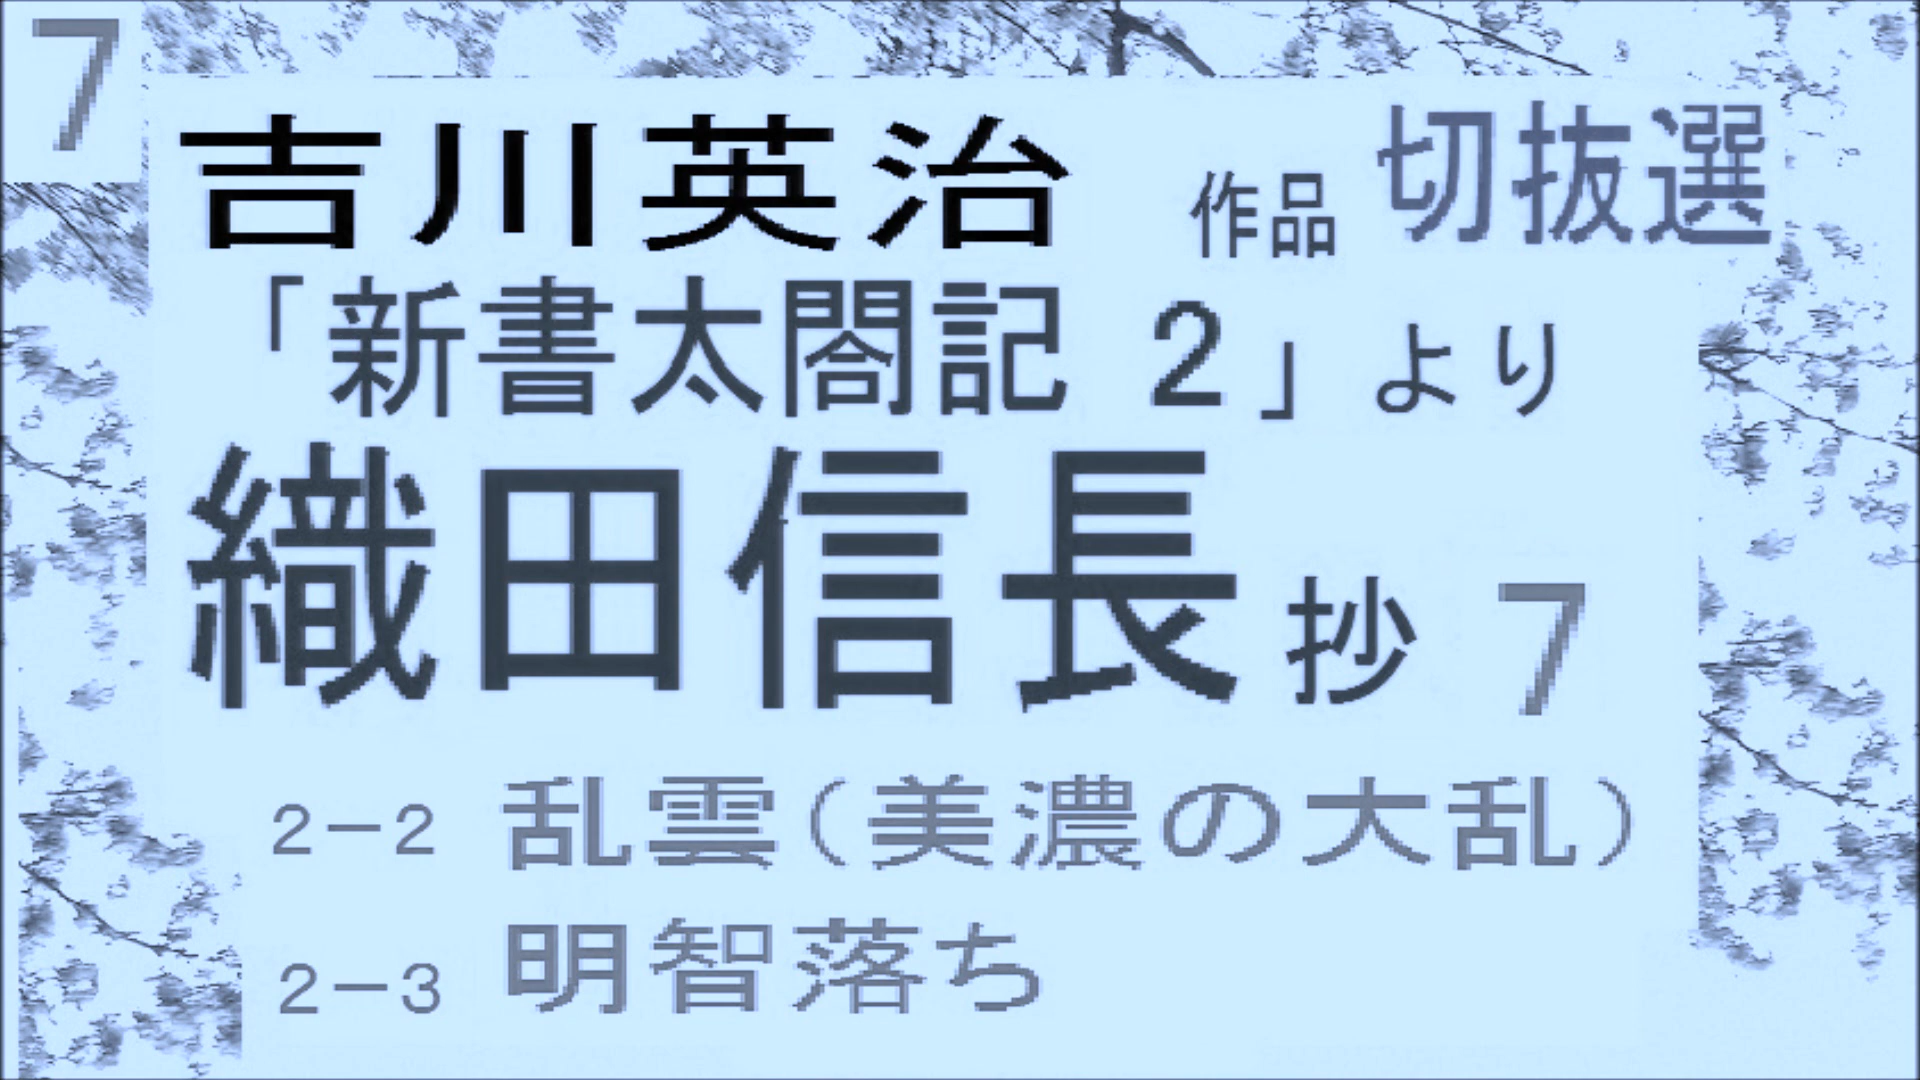 7
吉川英治 作品 切抜選
「新書太閤記 2」より
織田信長 抄 7
2-2 乱雲(美濃の大乱)
2-3 明智落ち